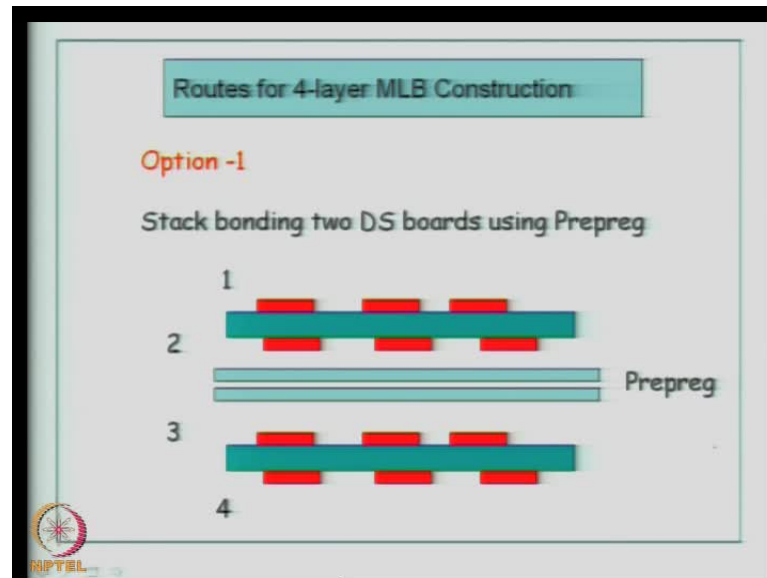 Routes for 4-layer MLB Construction
Option -1
Stack bonding two DS boards using Prepreg
1
2
Prepreg
3
4
NPTEL